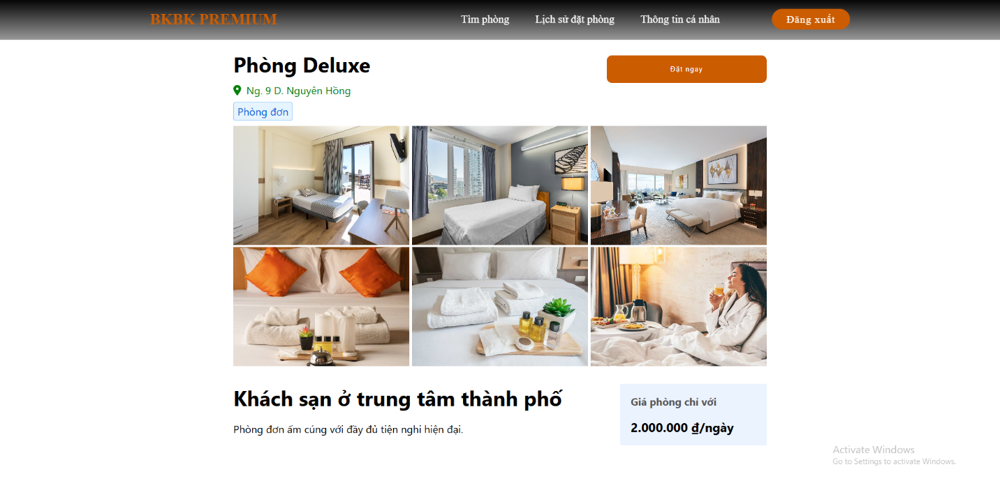 BKBK PREMIUM
Tìm phòng
Lịch sử đặt phòng
Thông tin cá nhân
Đăng xuất
Phòng Deluxe
Đặt ngay
Ng. 9 D. Nguyên Hồng
Phòng đơn
Khách sạn ở trung tâm thành phố
Phòng đơn ấm cúng với đầy đủ tiện nghi hiện đại.
Giá phòng chỉ với
2.000.000 ₫/ngày
Activate Windows
Go to Settings to activate Windows.